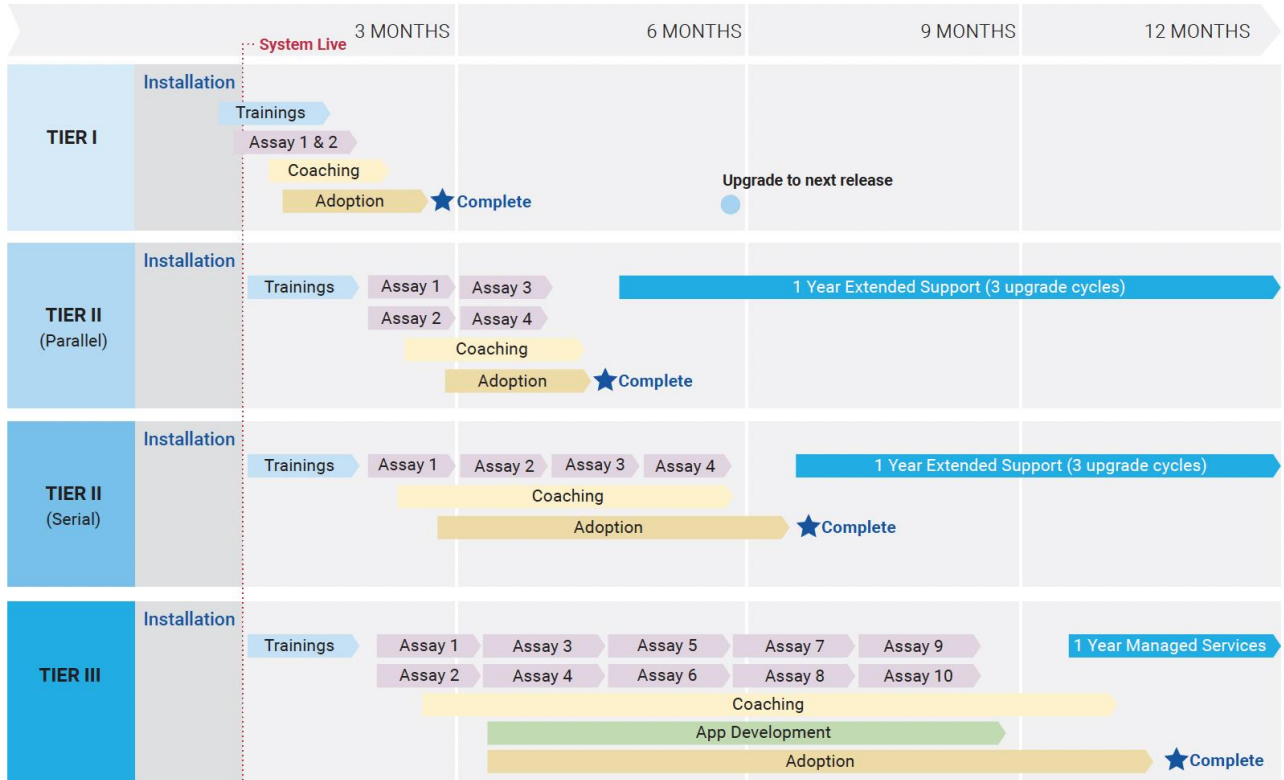 3 MONTHS
6 MONTHS
9 MONTHS
12 MONTHS
System Live
TIER I
Installation
Trainings
Assay 1 & 2
Coaching
Adoption
Complete
Upgrade to next release
TIER II
(Parallel)
Installation
Trainings
Assay 1
Assay 3
1 Year Extended Support (3 upgrade cycles)
Assay 2
Assay 4
Coaching
Adoption
Complete
TIER II
(Serial)
Installation
Trainings
Assay 1
Assay 2
Assay 3
Assay 4
1 Year Extended Support (3 upgrade cycles)
Coaching
Adoption
Complete
TIER III
Installation
Trainings
Assay 1
Assay 3
Assay 5
Assay 7
Assay 9
1 Year Managed Services
Assay 2
Assay 4
Assay 6
Assay 8
Assay 10
Coaching
App Development
Adoption
Complete